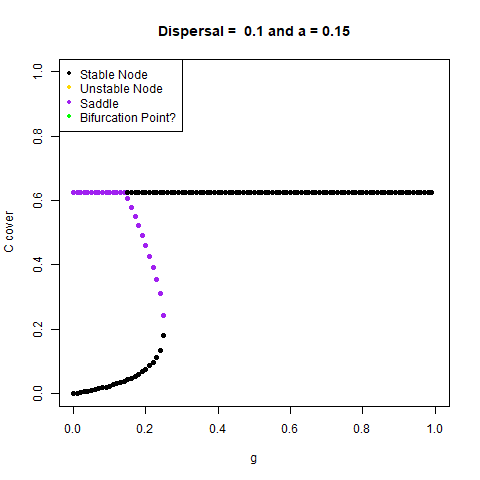 Dispersal =  0.1 and a = 0.15
Stable Node
Unstable Node
Saddle
Bifurcation Point?
C cover
1.0
0.8
0.6
0.4
0.2
0.0
0.0 0.2 0.4 0.6 0.8 1.0
g